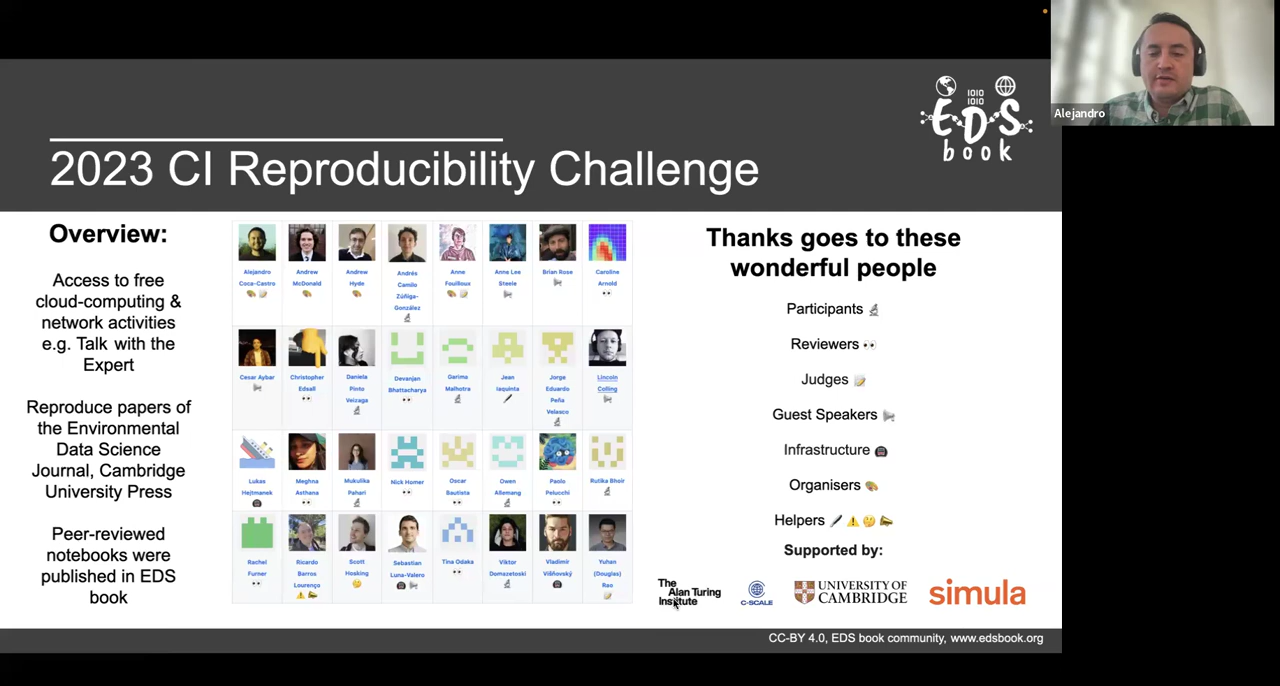 Alejandro
1010
1010
EDS
book
2023 CI Reproducibility Challenge
Overview:
Access to free
cloud-computing &
network activities
e.g. Talk with the
Expert
Reproduce papers of
the Environmental
Data Science
Journal, Cambridge
University Press
Peer-reviewed
notebooks were
published in EDS
book
Alejandro
Coca-Castro
Andrew
McDonald
Andrew
Hyde
Andrés
Camilo
Zúñiga-
González
Anne
Fouilloux
Anne Lee
Steele
Brian Rose
Caroline
Arnold
Cesar Aybar
Christopher
Edsall
Daniela
Pinto
Veizaga
Devanjan
Bhattacharya
Garima
Malhotra
Jean
Iaquinta
Jorge
Eduardo
Peña
Velasco
Lincoln
Colling
Lukas
Hejtmanek
Meghna
Asthana
Mukulika
Pahari
Nick Homer
Oscar
Bautista
Owen
Allemang
Paolo
Pelucchi
Rutika Bhoir
Rachel
Furner
Ricardo
Barros
Lourenço
Scott
Hosking
Sebastian
Luna-Valero
Tina Odaka
Viktor
Domazetoski
Vladimir
Višňovský
Yuhan
(Douglas)
Rao
Thanks goes to these
wonderful people
Participants
Reviewers
Judges
Guest Speakers
Infrastructure
Organisers
Helpers
Supported by:
The
Alan Turing
Institute
C-SCALE
UNIVERSITY OF
CAMBRIDGE
simula
CC-BY 4.0, EDS book community, www.edsbook.org